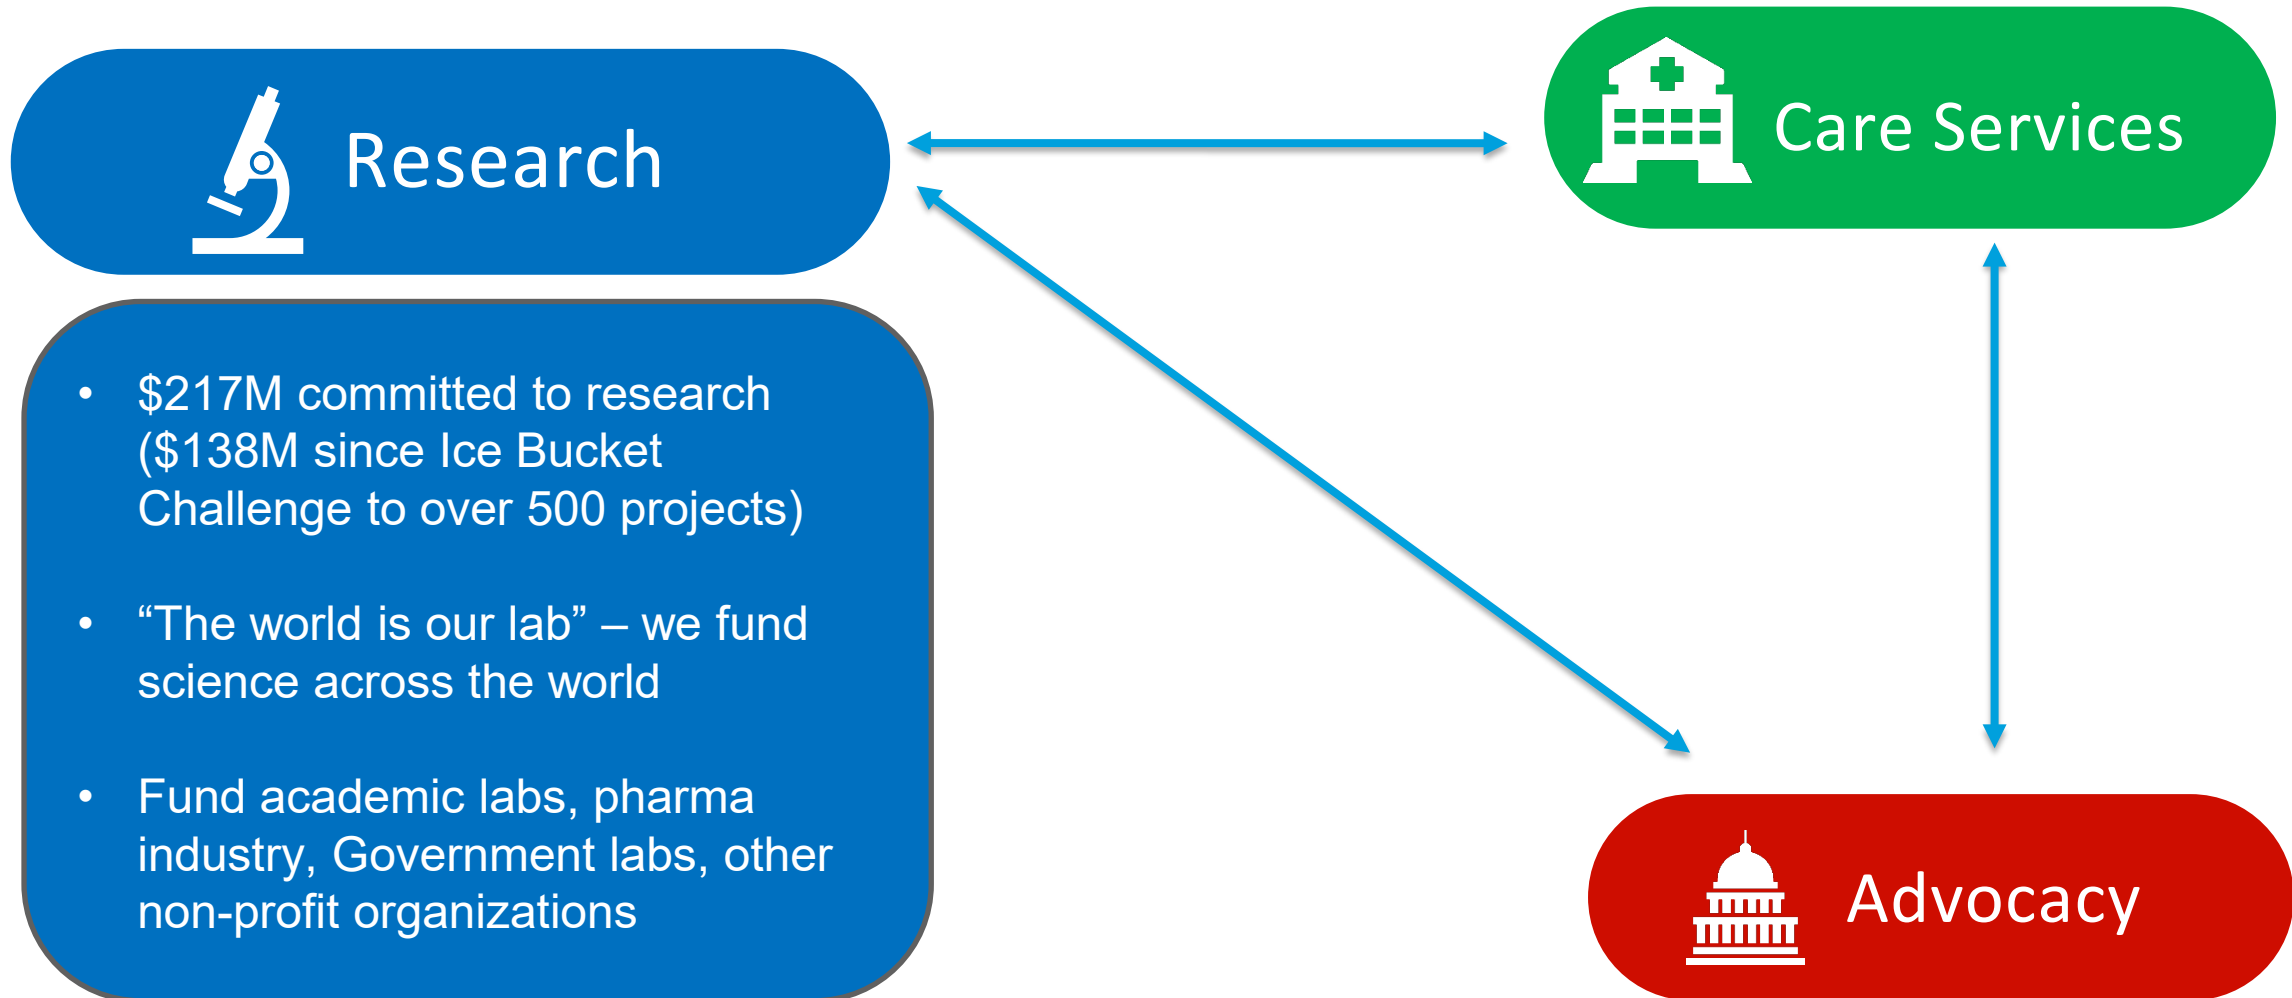 Research
Care Services
• $217M committed to research
($138M since Ice Bucket
Challenge to over 500 projects)
• “The world is our lab” – we fund
science across the world
• Fund academic labs, pharma
industry, Government labs, other
non-profit organizations
Advocacy